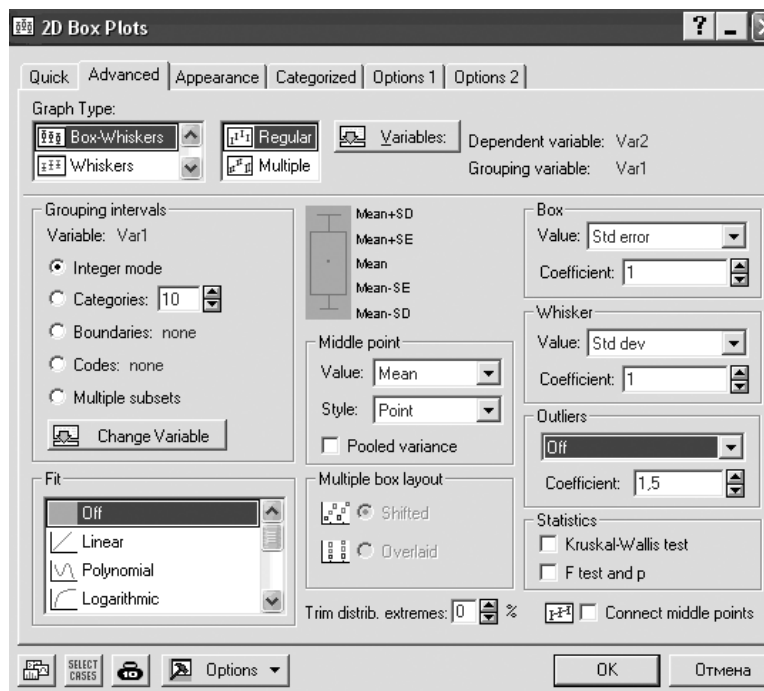 2D Box Plots
Quick Advanced Appearance Categorized Options 1 Options 2
Graph Type:
Box-Whiskers
Whiskers
Regular
Multiple
Variables:
Dependent variable: Var2
Grouping variable: Var1
Grouping intervals
Variable: Var1
Integer mode
Categories: 10
Boundaries: none
Codes: none
Multiple subsets
Change Variable
Fit
Off
Linear
Polynomial
Logarithmic
Mean+SD
Mean+SE
Mean
Mean-SE
Mean-SD
Middle point
Value: Mean
Style: Point
Pooled variance
Multiple box layout
Shifted
Overlaid
Trim distrib. extremes: 0 %
Box
Value: Std error
Coefficient: 1
Whisker
Value: Std dev
Coefficient: 1
Outliers
Off
Coefficient: 1,5
Statistics
Kruskal-Wallis test
F test and p
Connect middle points
SELECT
CASES
Options
OK
Отмена